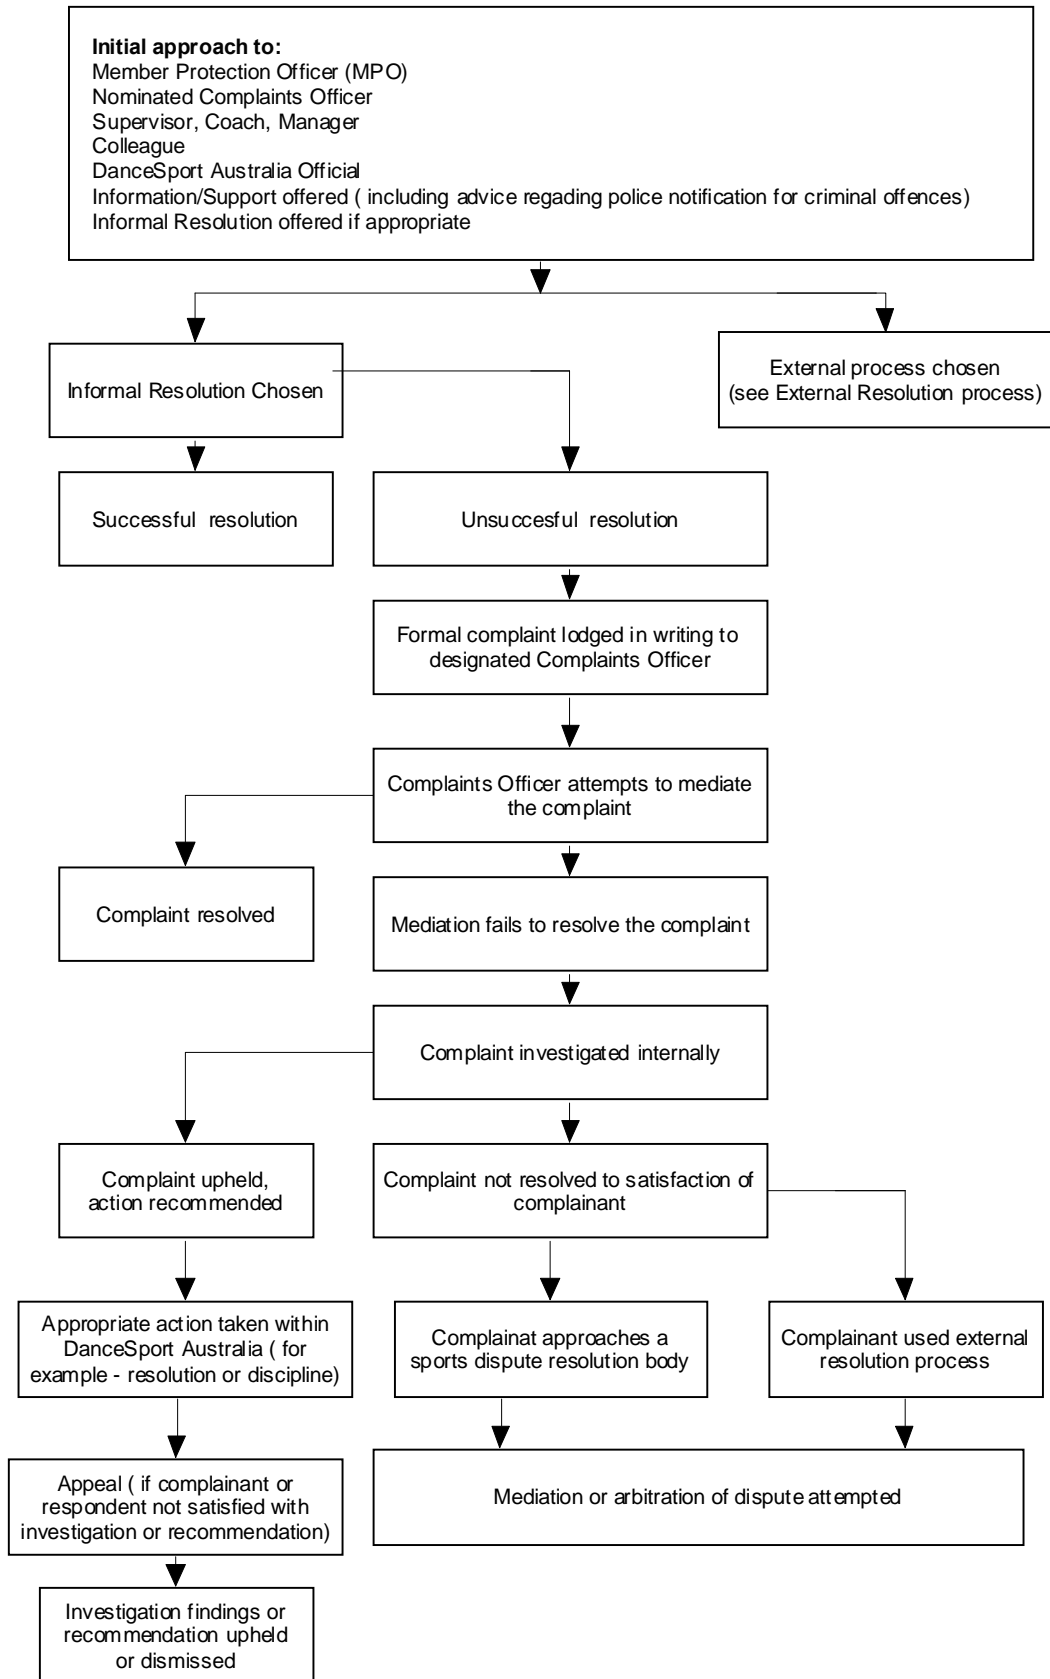 Initial approach to:
Member Protection Officer (MPO)
Nominated Complaints Officer
Supervisor, Coach, Manager
Colleague
DanceSport Australia Official
Information/Support offered ( including advice regading police notification for criminal offences)
Informal Resolution offered if appropriate
Informal Resolution Chosen
External process chosen
(see External Resolution process)
Successful resolution
Unsuccesful resolution
Formal complaint lodged in writing to
designated Complaints Officer
Complaints Officer attempts to mediate
the complaint
Complaint resolved
Mediation fails to resolve the complaint
Complaint investigated internally
Complaint upheld,
action recommended
Complaint not resolved to satisfaction of
complainant
Appropriate action taken within
DanceSport Australia ( for
example - resolution or discipline)
Complainat approaches a
sports dispute resolution body
Complainant used external
resolution process
Appeal ( if complainant or
respondent not satisfied with
investigation or recommendation)
Mediation or arbitration of dispute attempted
Investigation findings or
recommendation upheld
or dismissed